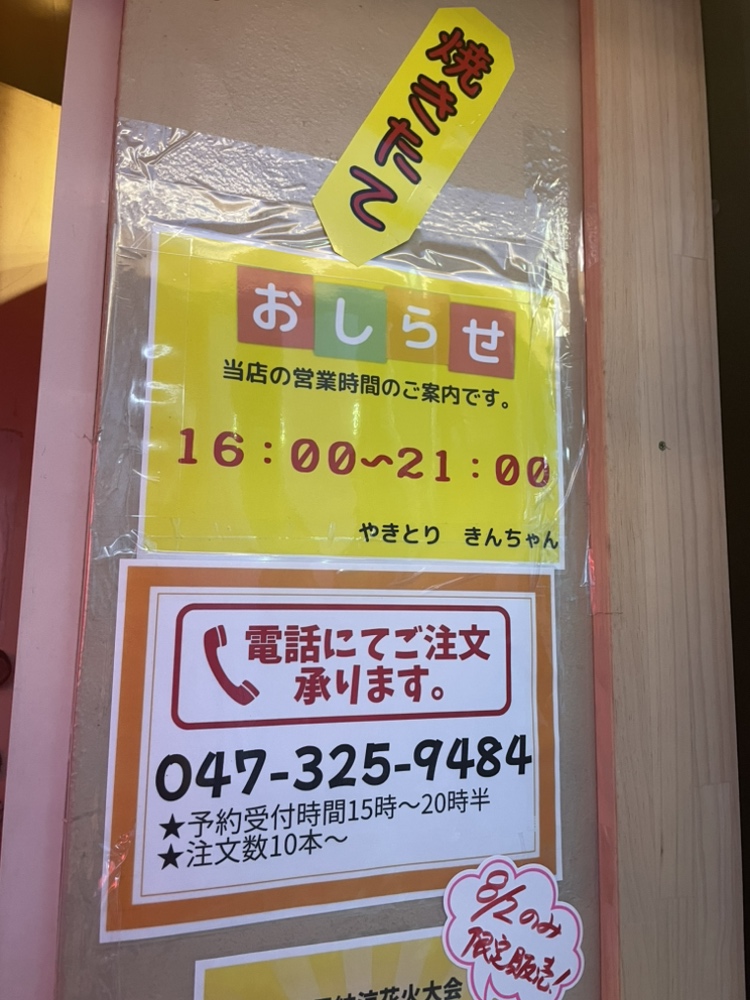 焼きたて
おしらせ
当店の営業時間のご案内です。
16：00〜21：00
やきとり　きんちゃん
電話にてご注文
承ります。
047-325-9484
★予約受付時間15時〜20時半
★注文数10本〜
8/2のみ
限定販売!
納涼花火大会